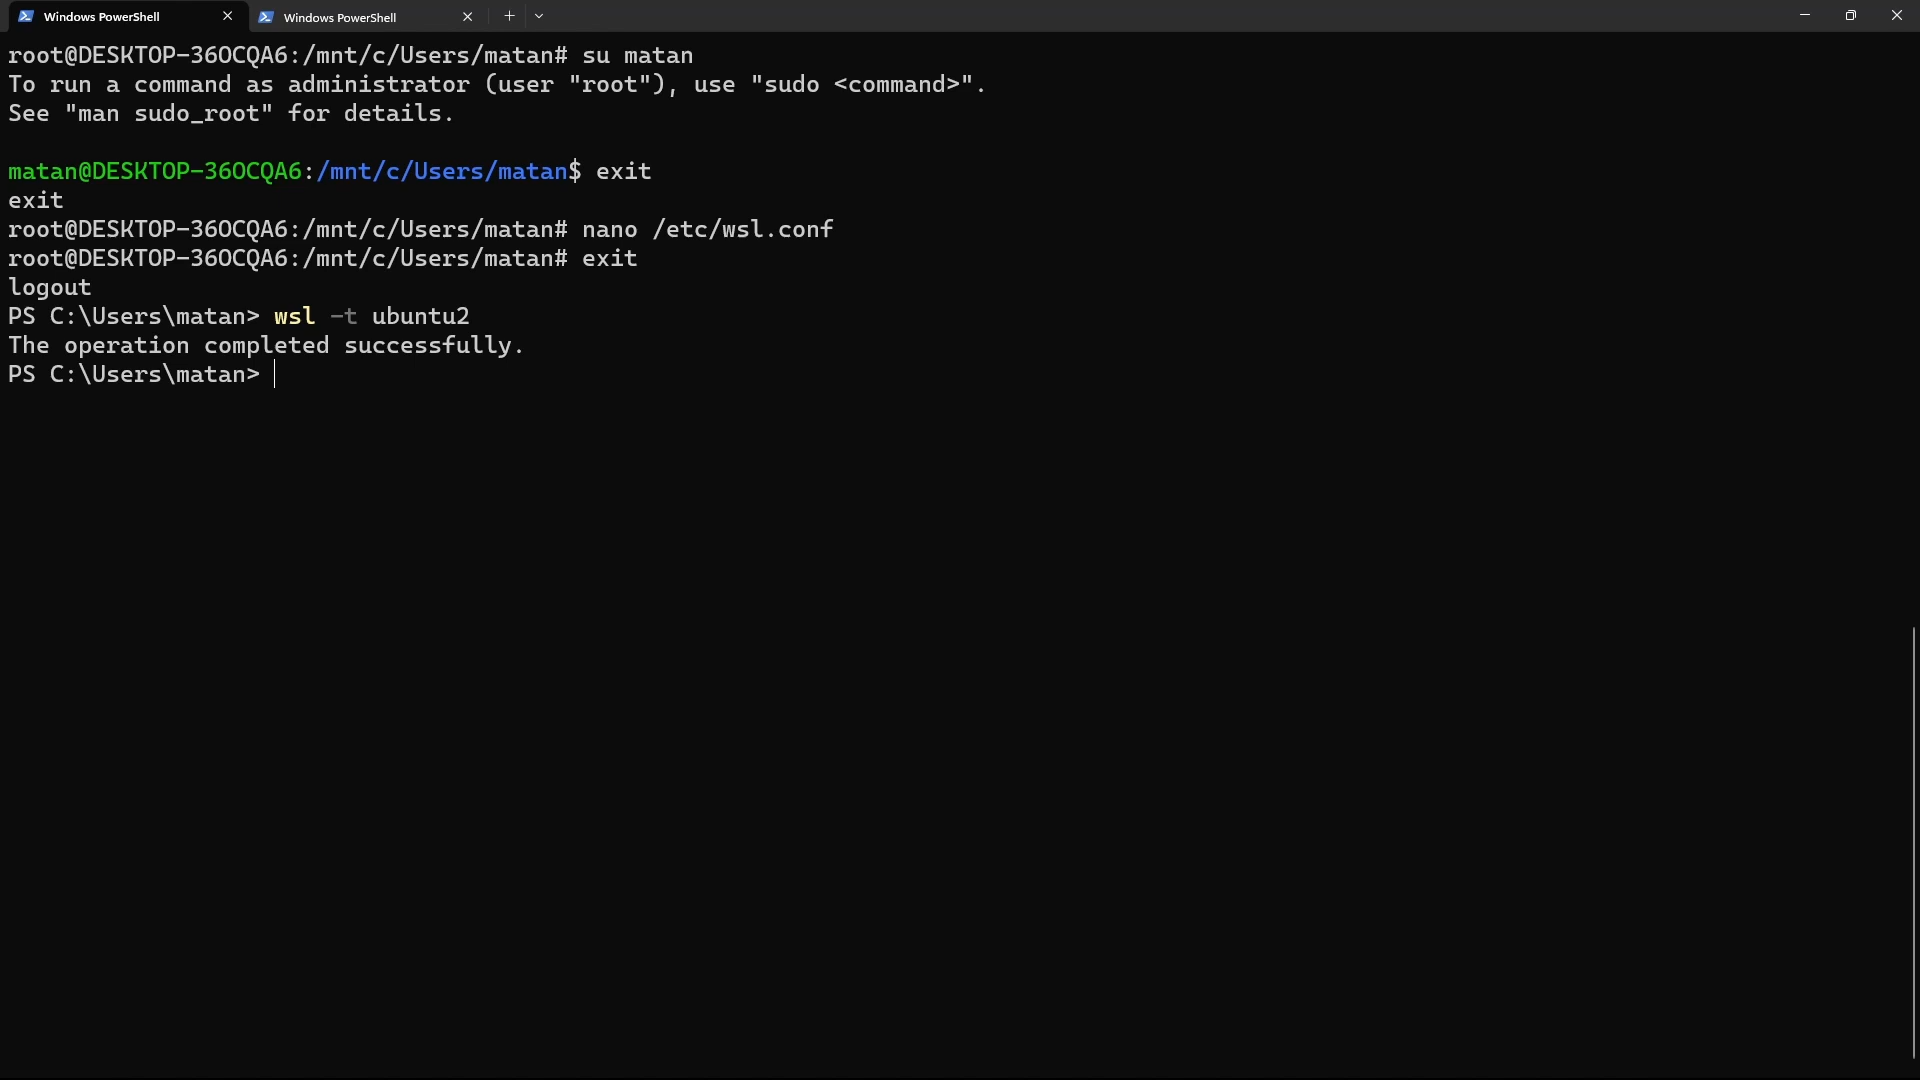 Windows PowerShell
Windows PowerShell
root@DESKTOP-36OCQA6:/mnt/c/Users/matan# su matan
To run a command as administrator (user "root"), use "sudo <command>".
See "man sudo_root" for details.
matan@DESKTOP-36OCQA6:/mnt/c/Users/matan$ exit
exit
root@DESKTOP-36OCQA6:/mnt/c/Users/matan# nano /etc/wsl.conf
root@DESKTOP-36OCQA6:/mnt/c/Users/matan# exit
logout
PS C:\Users\matan> wsl -t ubuntu2
The operation completed successfully.
PS C:\Users\matan>